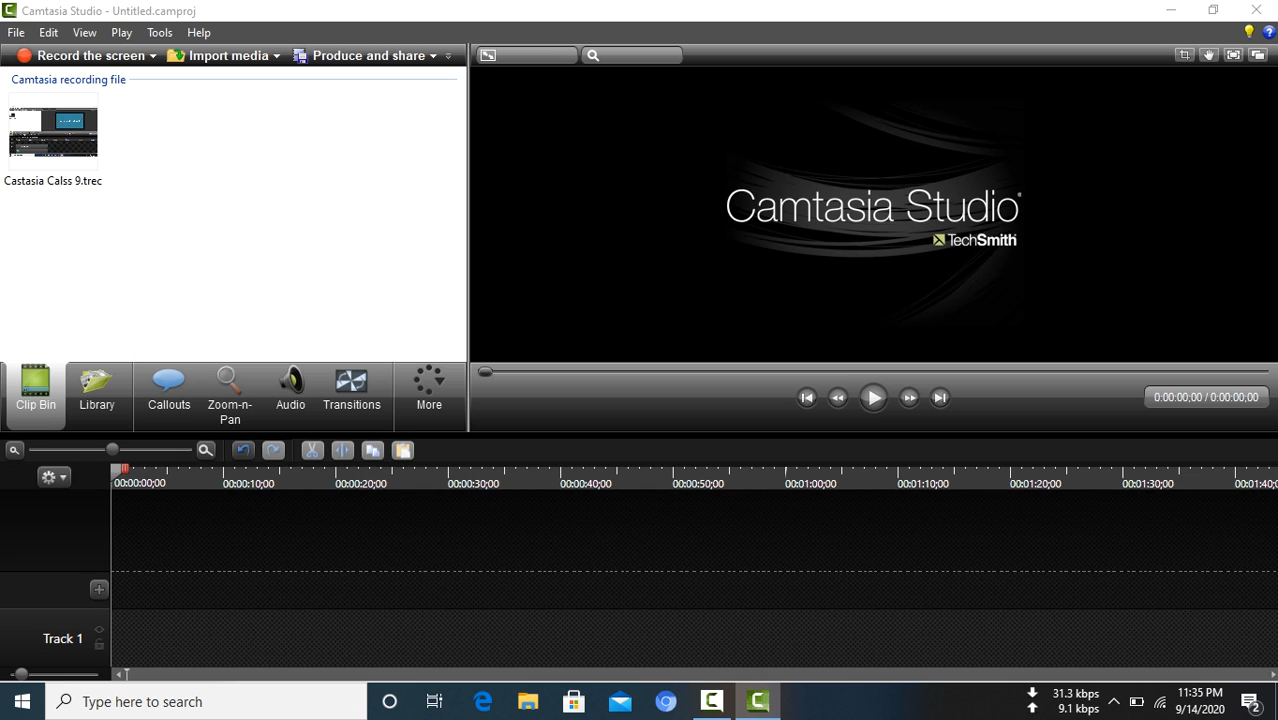 Camtasia Studio - Untitled.camproj
File Edit View Play Tools Help
Record the screen Import media Produce and share
Camtasia recording file
Castasia Calss 9.trec
Camtasia Studio
TechSmith
Clip Bin Library Callouts Zoom-n-Pan Audio Transitions More
0:00:00;00 / 0:00:00;00
00:00:00;00 00:00:10;00 00:00:20;00 00:00:30;00 00:00:40;00 00:00:50;00 00:01:00;00 00:01:10;00 00:01:20;00 00:01:30;00 00:01:40;0
Track 1
Type here to search
31.3 kbps
9.1 kbps
11:35 PM
9/14/2020
2